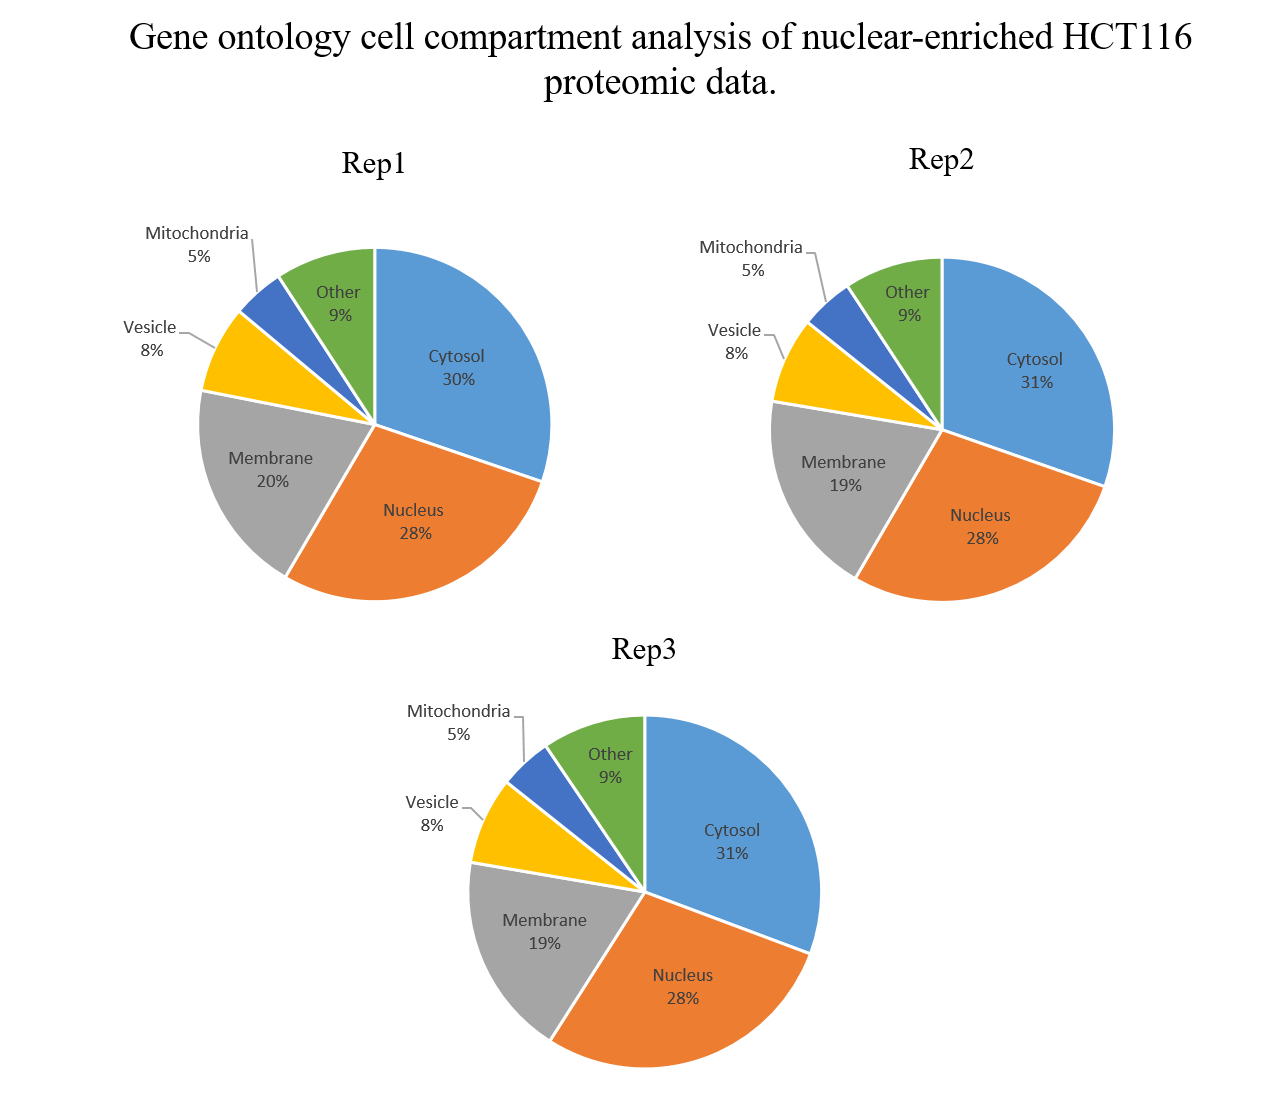 Gene ontology cell compartment analysis of nuclear-enriched HCT116
proteomic data.
Rep1
Mitochondria
5%
Other
9%
Vesicle
8%
Cytosol
30%
Membrane
20%
Nucleus
28%
Rep2
Mitochondria
5%
Other
9%
Vesicle
8%
Cytosol
31%
Membrane
19%
Nucleus
28%
Rep3
Mitochondria
5%
Other
9%
Vesicle
8%
Cytosol
31%
Membrane
19%
Nucleus
28%